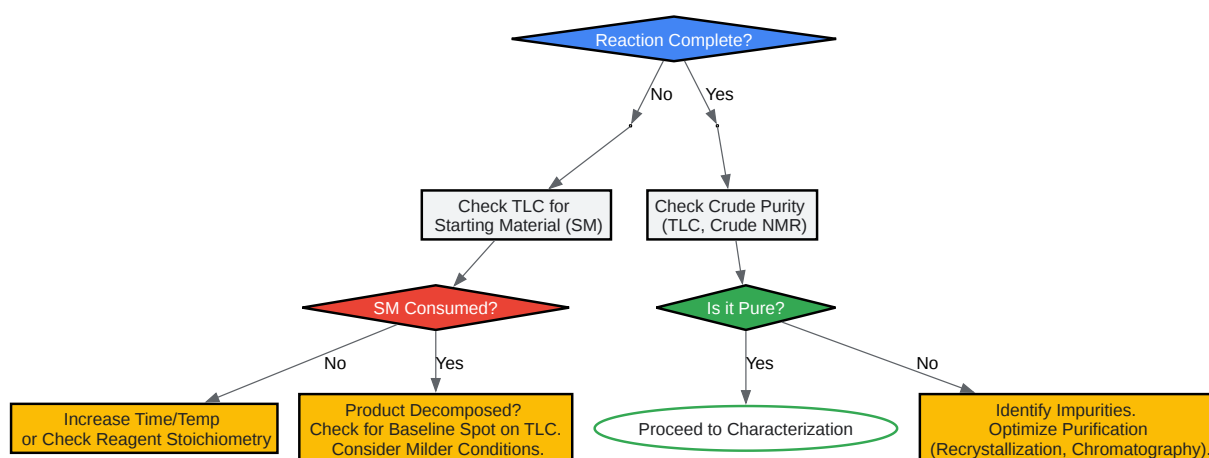 Reaction Complete?
No
Yes
Check TLC for
Starting Material (SM)
Check Crude Purity
(TLC, Crude NMR)
SM Consumed?
Is it Pure?
No
Yes
Yes
No
Increase Time/Temp
or Check Reagent Stoichiometry
Product Decomposed?
Check for Baseline Spot on TLC.
Consider Milder Conditions.
Proceed to Characterization
Identify Impurities.
Optimize Purification
(Recrystallization, Chromatography).